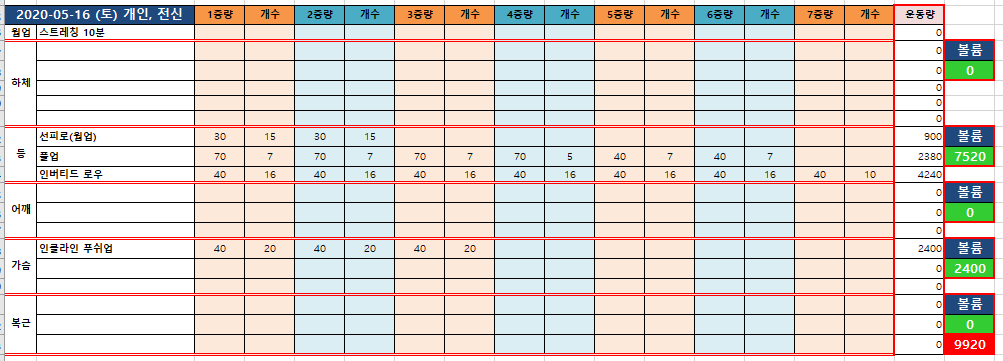 2020-05-16 (토) 개인, 전신 1중량 개수 2중량 개수 3중량 개수 4중량 개수 5중량 개수 6중량 개수 7중량 개수 운동량
웜업 스트레칭 10분 0
0 볼륨
하체 0 0
0
0
0
선피로(웜업) 30 15 30 15 900 볼륨
등 풀업 70 7 70 7 70 7 70 5 40 7 40 7 2380 7520
인버티드 로우 40 16 40 16 40 16 40 16 40 16 40 16 40 10 4240
0 볼륨
어깨 0 0
0
인클라인 푸쉬업 40 20 40 20 40 20 2400 볼륨
가슴 0 2400
0
0 볼륨
복근 0 0
0 9920